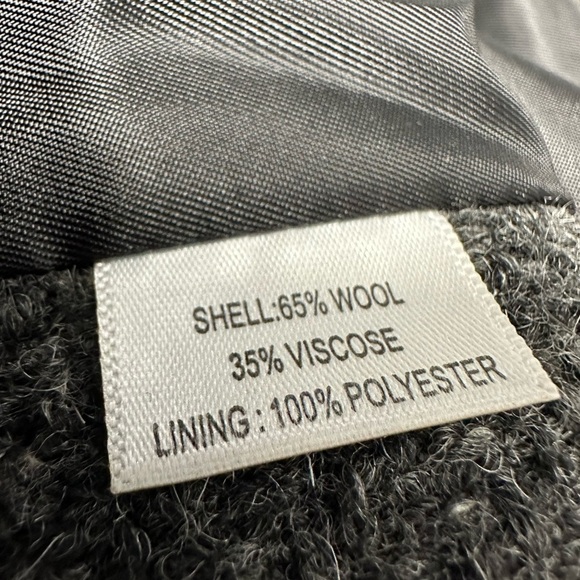 SHELL:65% WOOL
35% VISCOSE
LINING : 100% POLYESTER